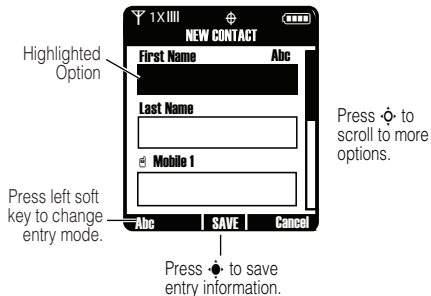 1X
NEW CONTACT
Highlighted
Option
First Name Abc
Last Name
Mobile 1
Press to
scroll to more
options.
Press left soft
key to change
entry mode.
Abc SAVE Cancel
Press to save
entry information.